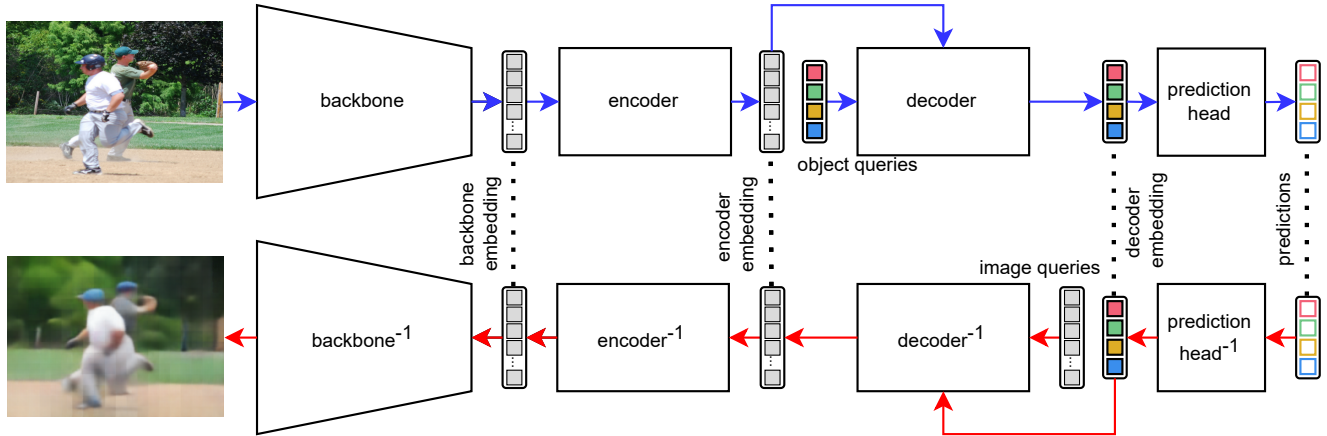 backbone
encoder
decoder
prediction
head
object queries
backbone
embedding
encoder
embedding
decoder
embedding
predictions
image queries
backbone⁻¹
encoder⁻¹
decoder⁻¹
prediction
head⁻¹